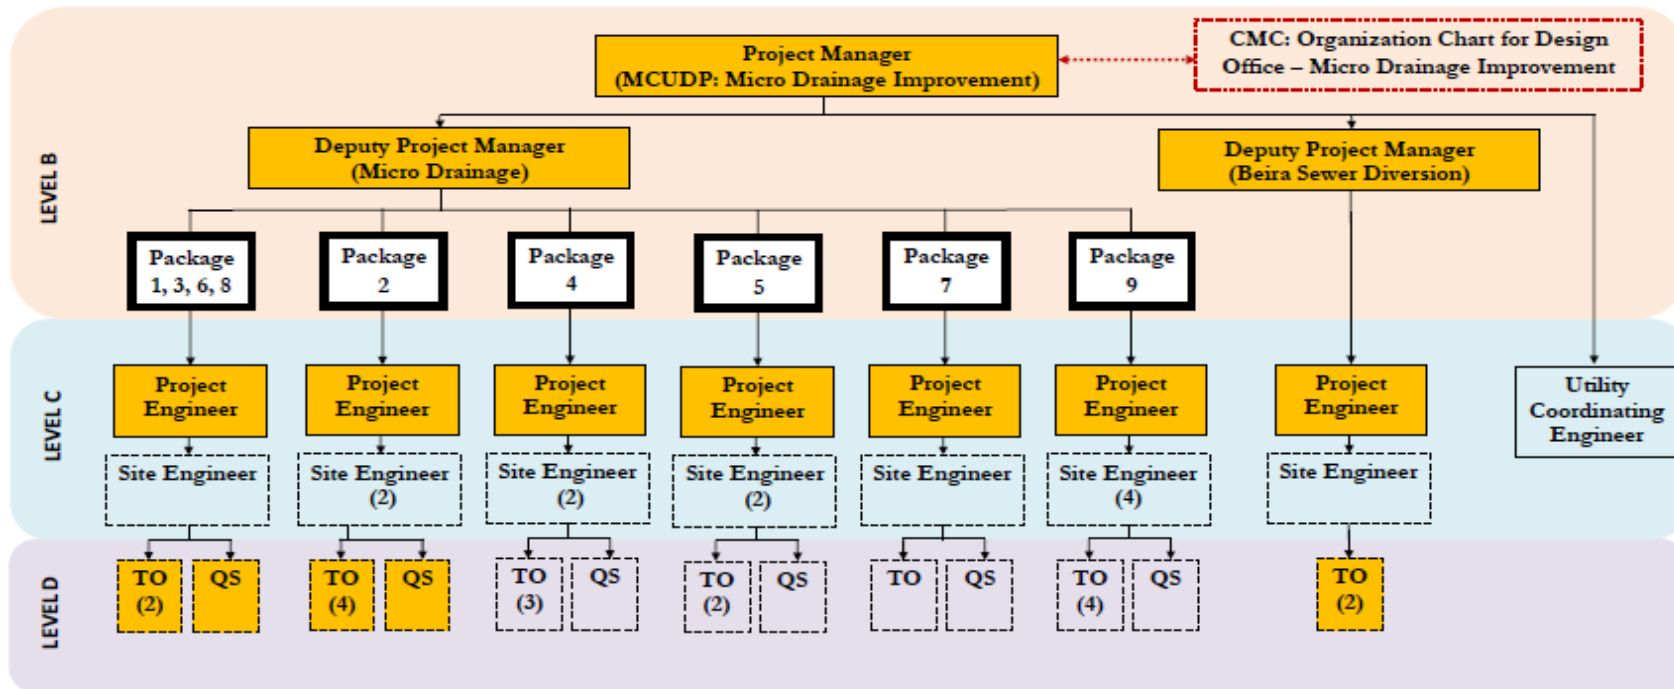 Project Manager
(MCUDP: Micro Drainage Improvement)
CMC: Organization Chart for Design
Office – Micro Drainage Improvement
LEVEL B
Deputy Project Manager
(Micro Drainage)
Deputy Project Manager
(Beira Sewer Diversion)
Package
1, 3, 6, 8
Package
2
Package
4
Package
5
Package
7
Package
9
LEVEL C
Project
Engineer
Project
Engineer
Project
Engineer
Project
Engineer
Project
Engineer
Project
Engineer
Project
Engineer
Utility
Coordinating
Engineer
Site Engineer
Site Engineer
(2)
Site Engineer
(2)
Site Engineer
(2)
Site Engineer
Site Engineer
(4)
Site Engineer
LEVEL D
TO
(2)
QS
TO
(4)
QS
TO
(3)
QS
TO
(2)
QS
TO
QS
TO
(4)
QS
TO
(2)